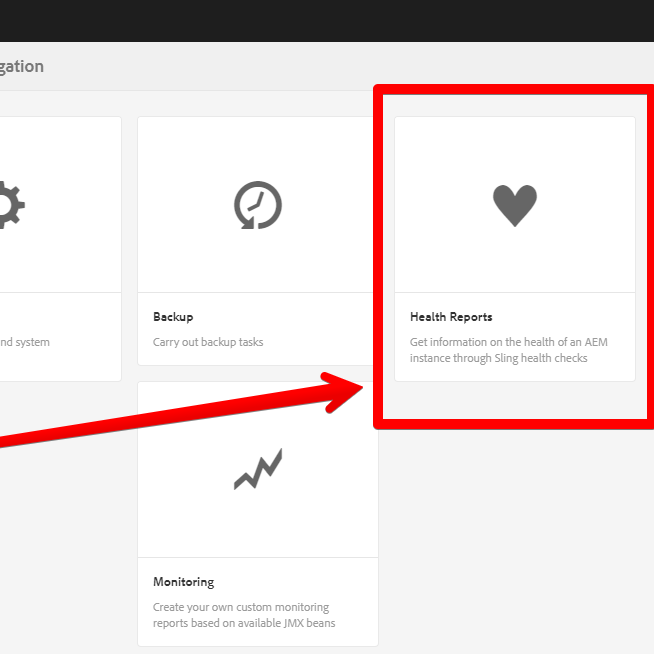 gation
nd system
Backup
Carry out backup tasks
Health Reports
Get information on the health of an AEM
instance through Sling health checks
Monitoring
Create your own custom monitoring
reports based on available JMX beans